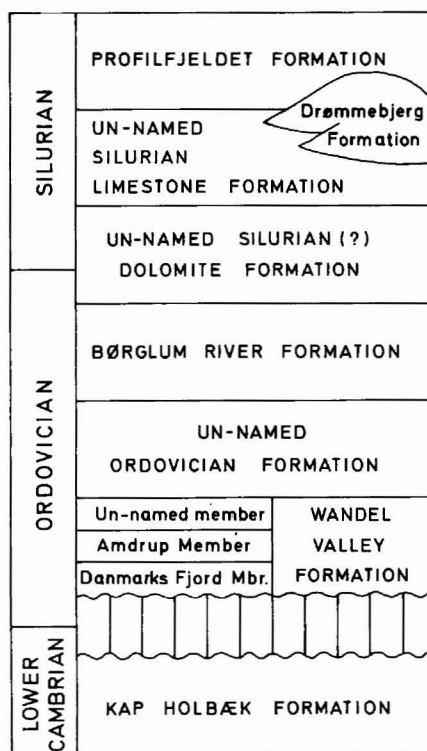 SILURIAN
PROFILFJELDET FORMATION
Drømmebjerg
Formation
UN-NAMED
SILURIAN
LIMESTONE FORMATION
UN-NAMED SILURIAN (?)
DOLOMITE FORMATION
ORDOVICIAN
BØRGLUM RIVER FORMATION
UN-NAMED
ORDOVICIAN FORMATION
Un-named member
Amdrup Member
Danmarks Fjord Mbr.
WANDEL
VALLEY
FORMATION
LOWER
CAMBRIAN
KAP HOLBÆK FORMATION